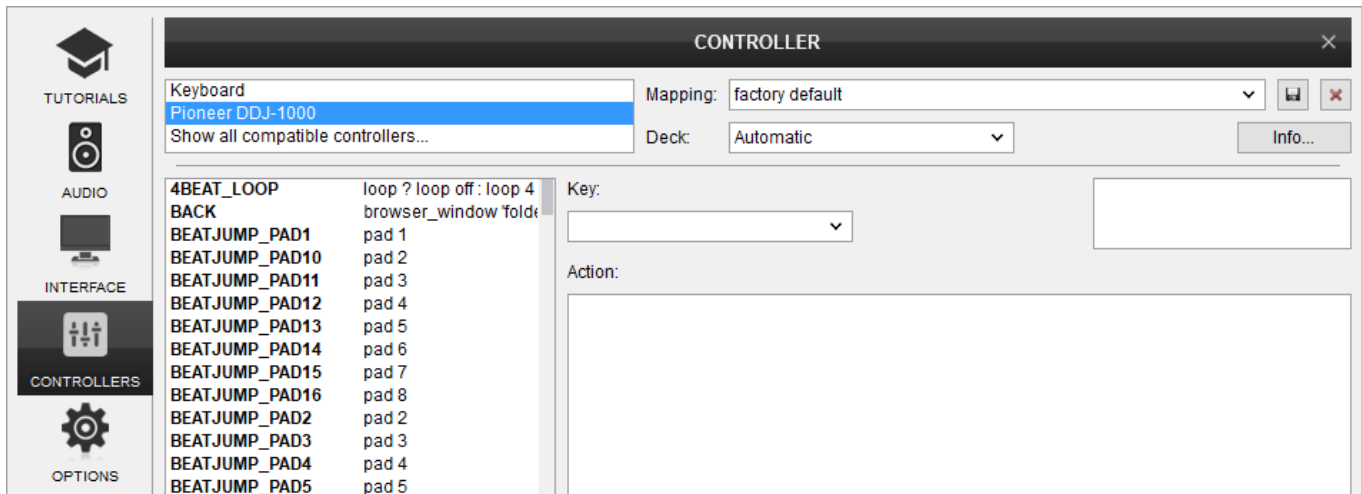 CONTROLLER
TUTORIALS
AUDIO
INTERFACE
CONTROLLERS
OPTIONS
Keyboard
Pioneer DDJ-1000
Show all compatible controllers...
Mapping: factory default
Deck: Automatic
Info...
4BEAT_LOOP loop ? loop off : loop 4
BACK browser_window 'folde
BEATJUMP_PAD1 pad 1
BEATJUMP_PAD10 pad 2
BEATJUMP_PAD11 pad 3
BEATJUMP_PAD12 pad 4
BEATJUMP_PAD13 pad 5
BEATJUMP_PAD14 pad 6
BEATJUMP_PAD15 pad 7
BEATJUMP_PAD16 pad 8
BEATJUMP_PAD2 pad 2
BEATJUMP_PAD3 pad 3
BEATJUMP_PAD4 pad 4
BEATJUMP_PAD5 pad 5
Key:
Action: